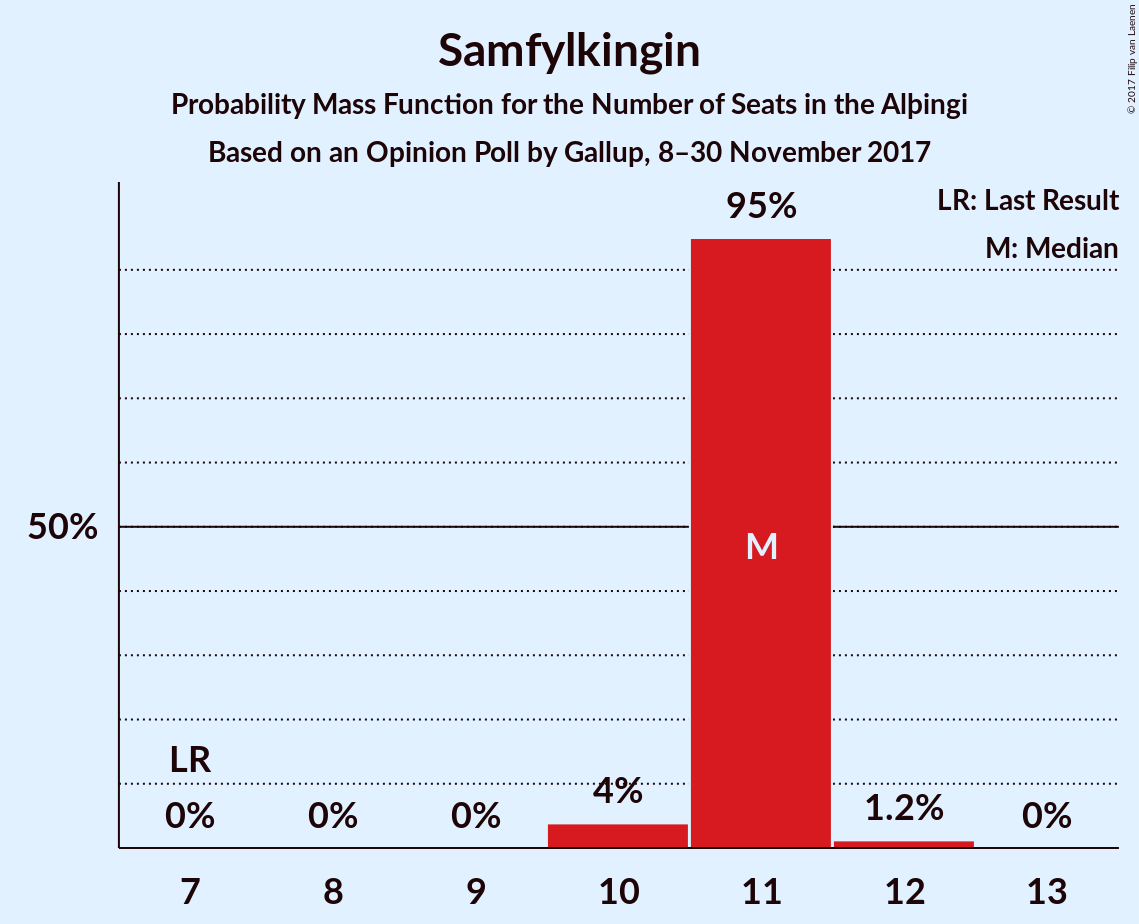 Samfylkingin
Probability Mass Function for the Number of Seats in the Alþingi
Based on an Opinion Poll by Gallup, 8–30 November 2017
© 2017 Filip van Laenen
LR: Last Result
M: Median
95%
50%
M
LR
0%
0%
0%
4%
1.2%
0%
7
8
9
10
11
12
13